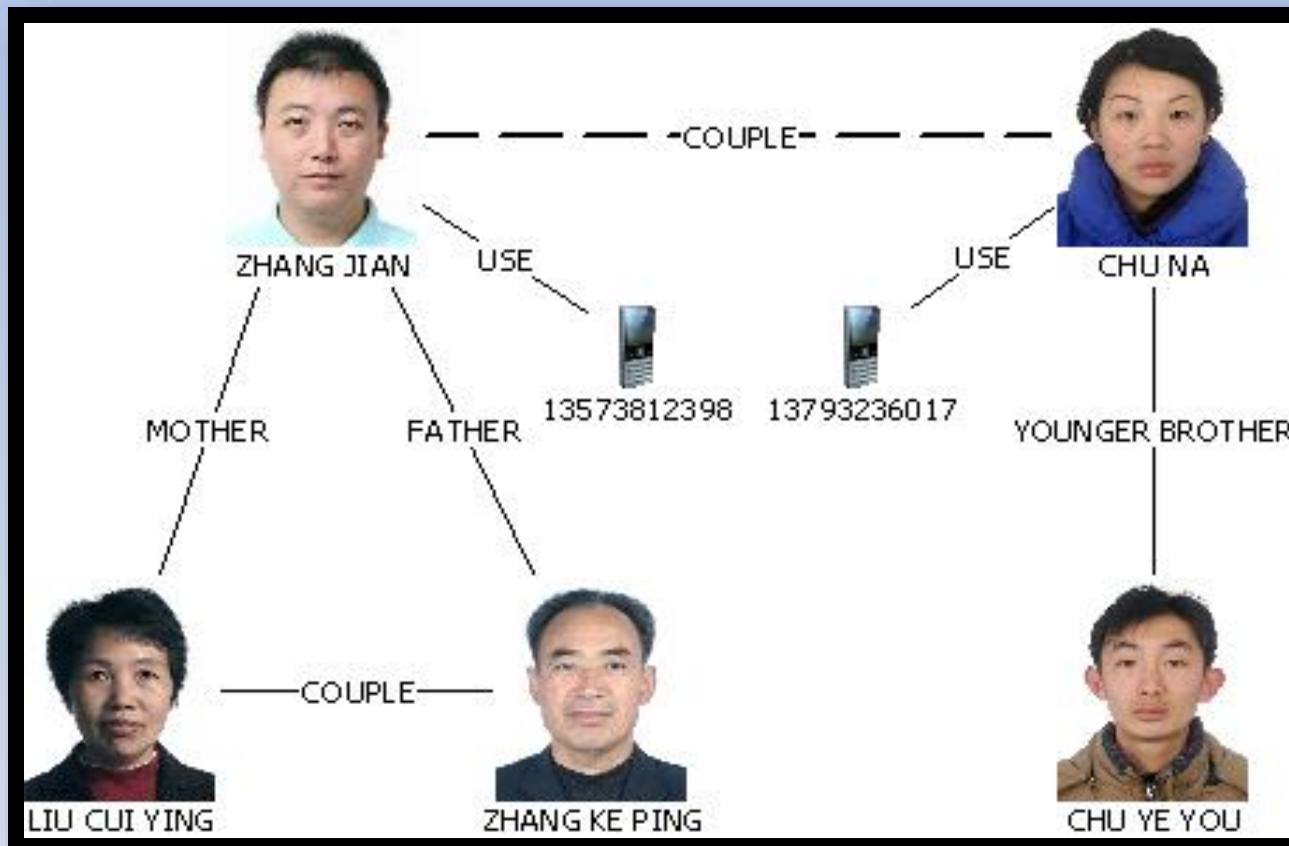 COUPLE
ZHANG JIAN
USE
USE
CHU NA
13573812398
13793236017
MOTHER
FATHER
YOUNGER BROTHER
COUPLE
LIU CUI YING
ZHANG KE PING
CHU YE YOU